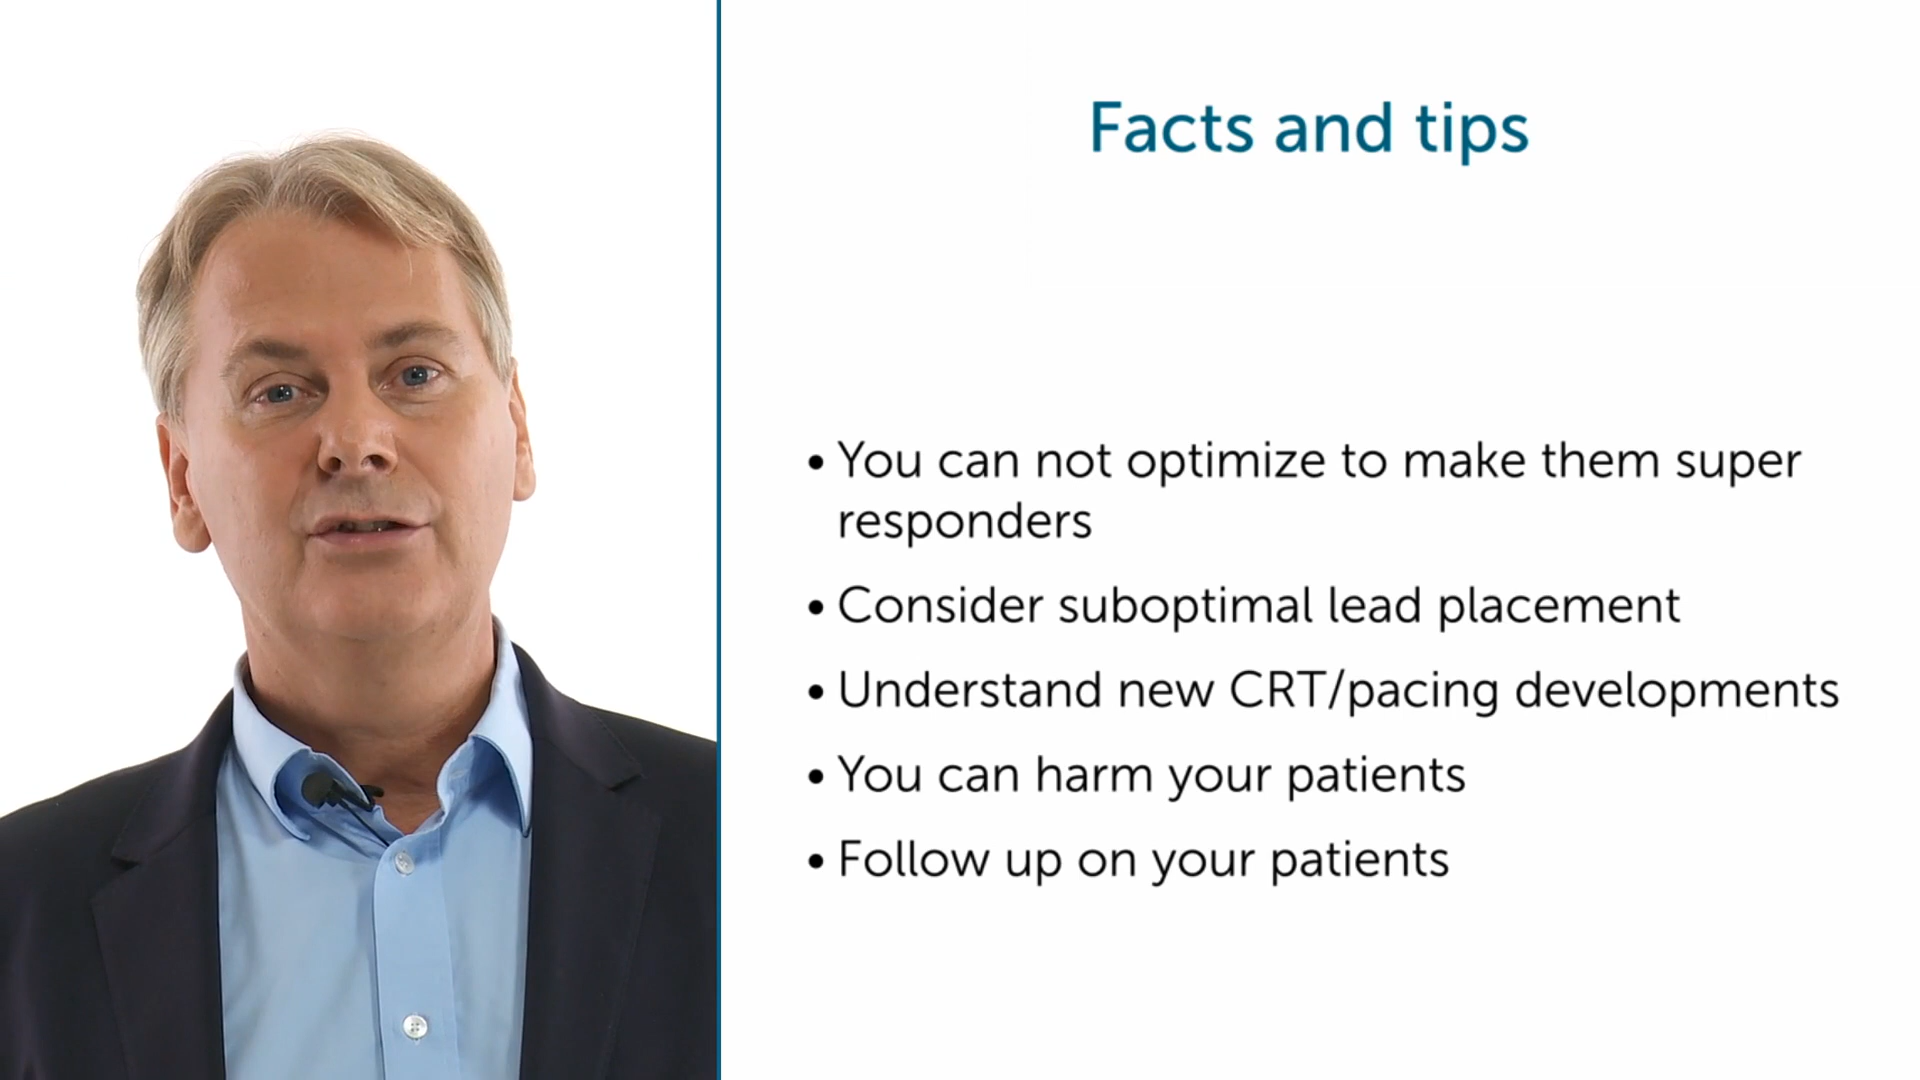 Facts and tips
• You can not optimize to make them super
responders
• Consider suboptimal lead placement
• Understand new CRT/pacing developments
• You can harm your patients
• Follow up on your patients